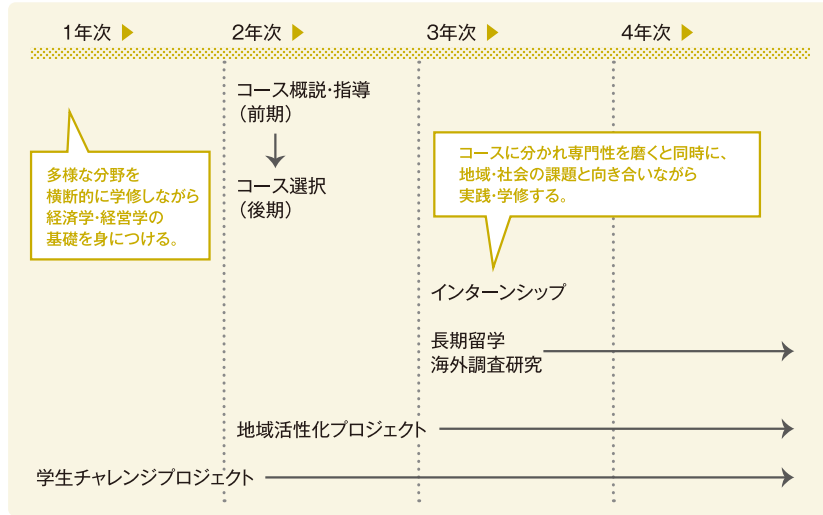 1年次
2年次
3年次
4年次
コース概説・指導
（前期）
コース選択
（後期）
多様な分野を
横断的に学修しながら
経済学・経営学の
基礎を身につける。
コースに分かれ専門性を磨くと同時に、
地域・社会の課題と向き合いながら
実践・学修する。
インターンシップ
長期留学
海外調査研究
地域活性化プロジェクト
学生チャレンジプロジェクト